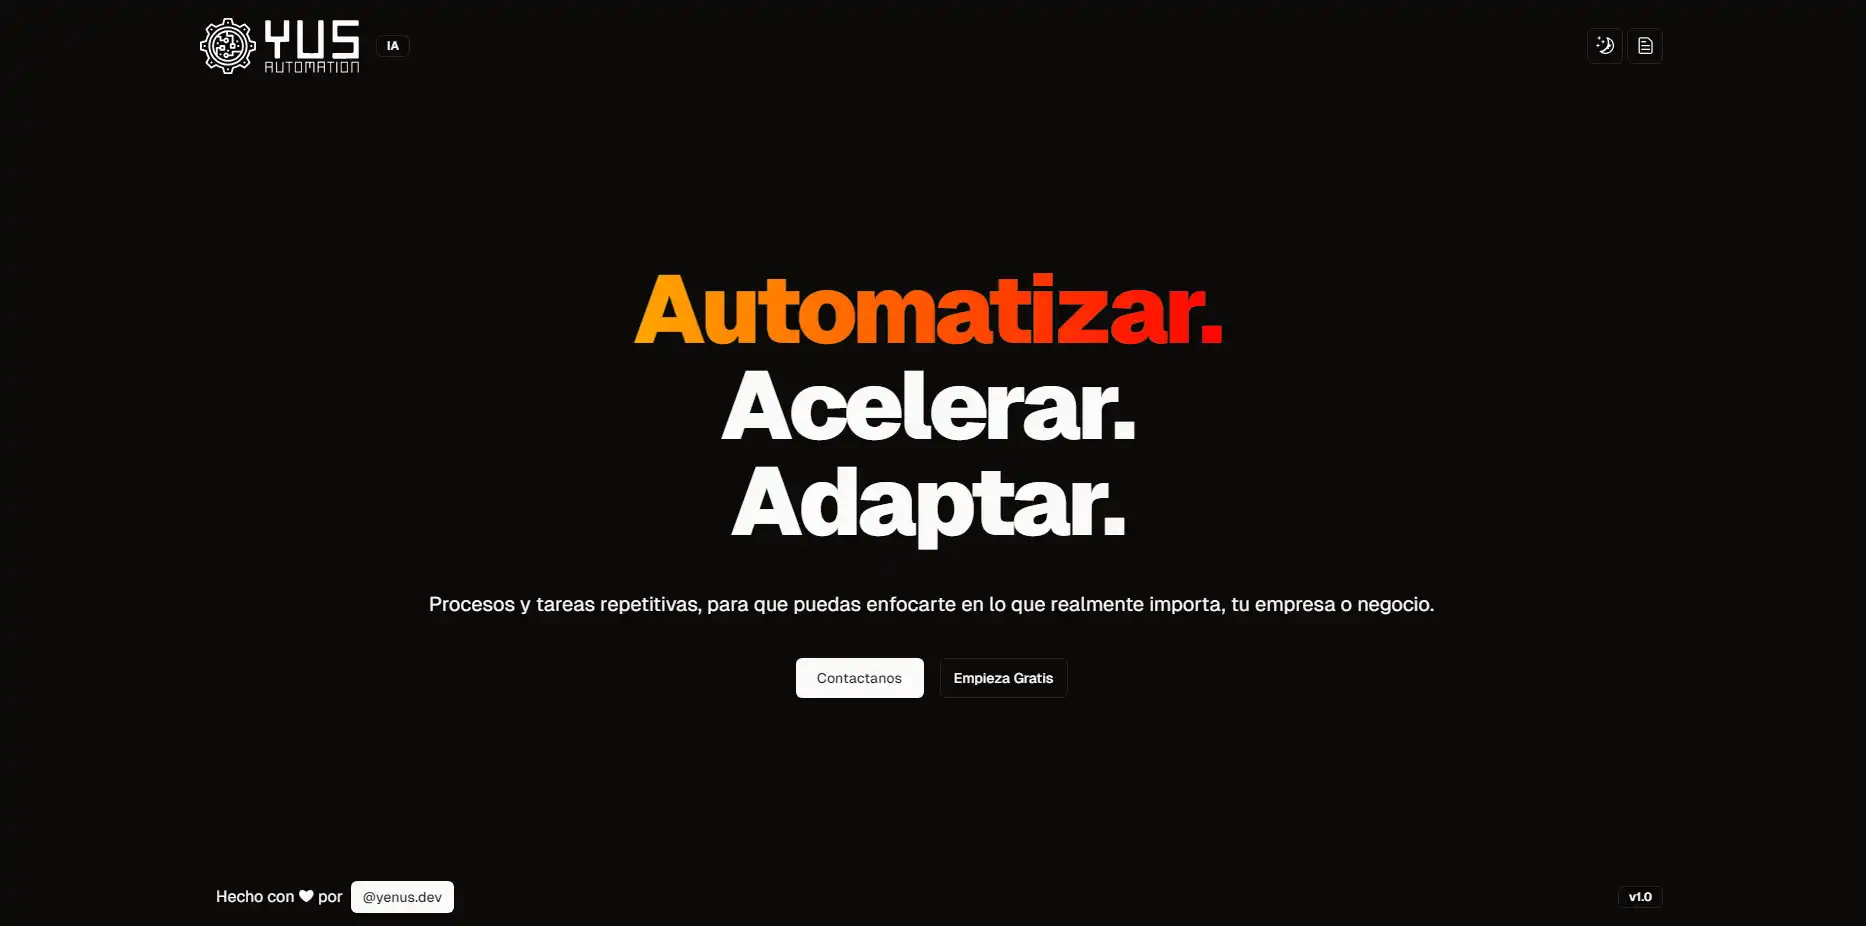 YUS
AUTOMATION
IA
Automatizar.
Acelerar.
Adaptar.
Procesos y tareas repetitivas, para que puedas enfocarte en lo que realmente importa, tu empresa o negocio.
Contactanos
Empieza Gratis
Hecho con ♥ por @yenus.dev
v1.0